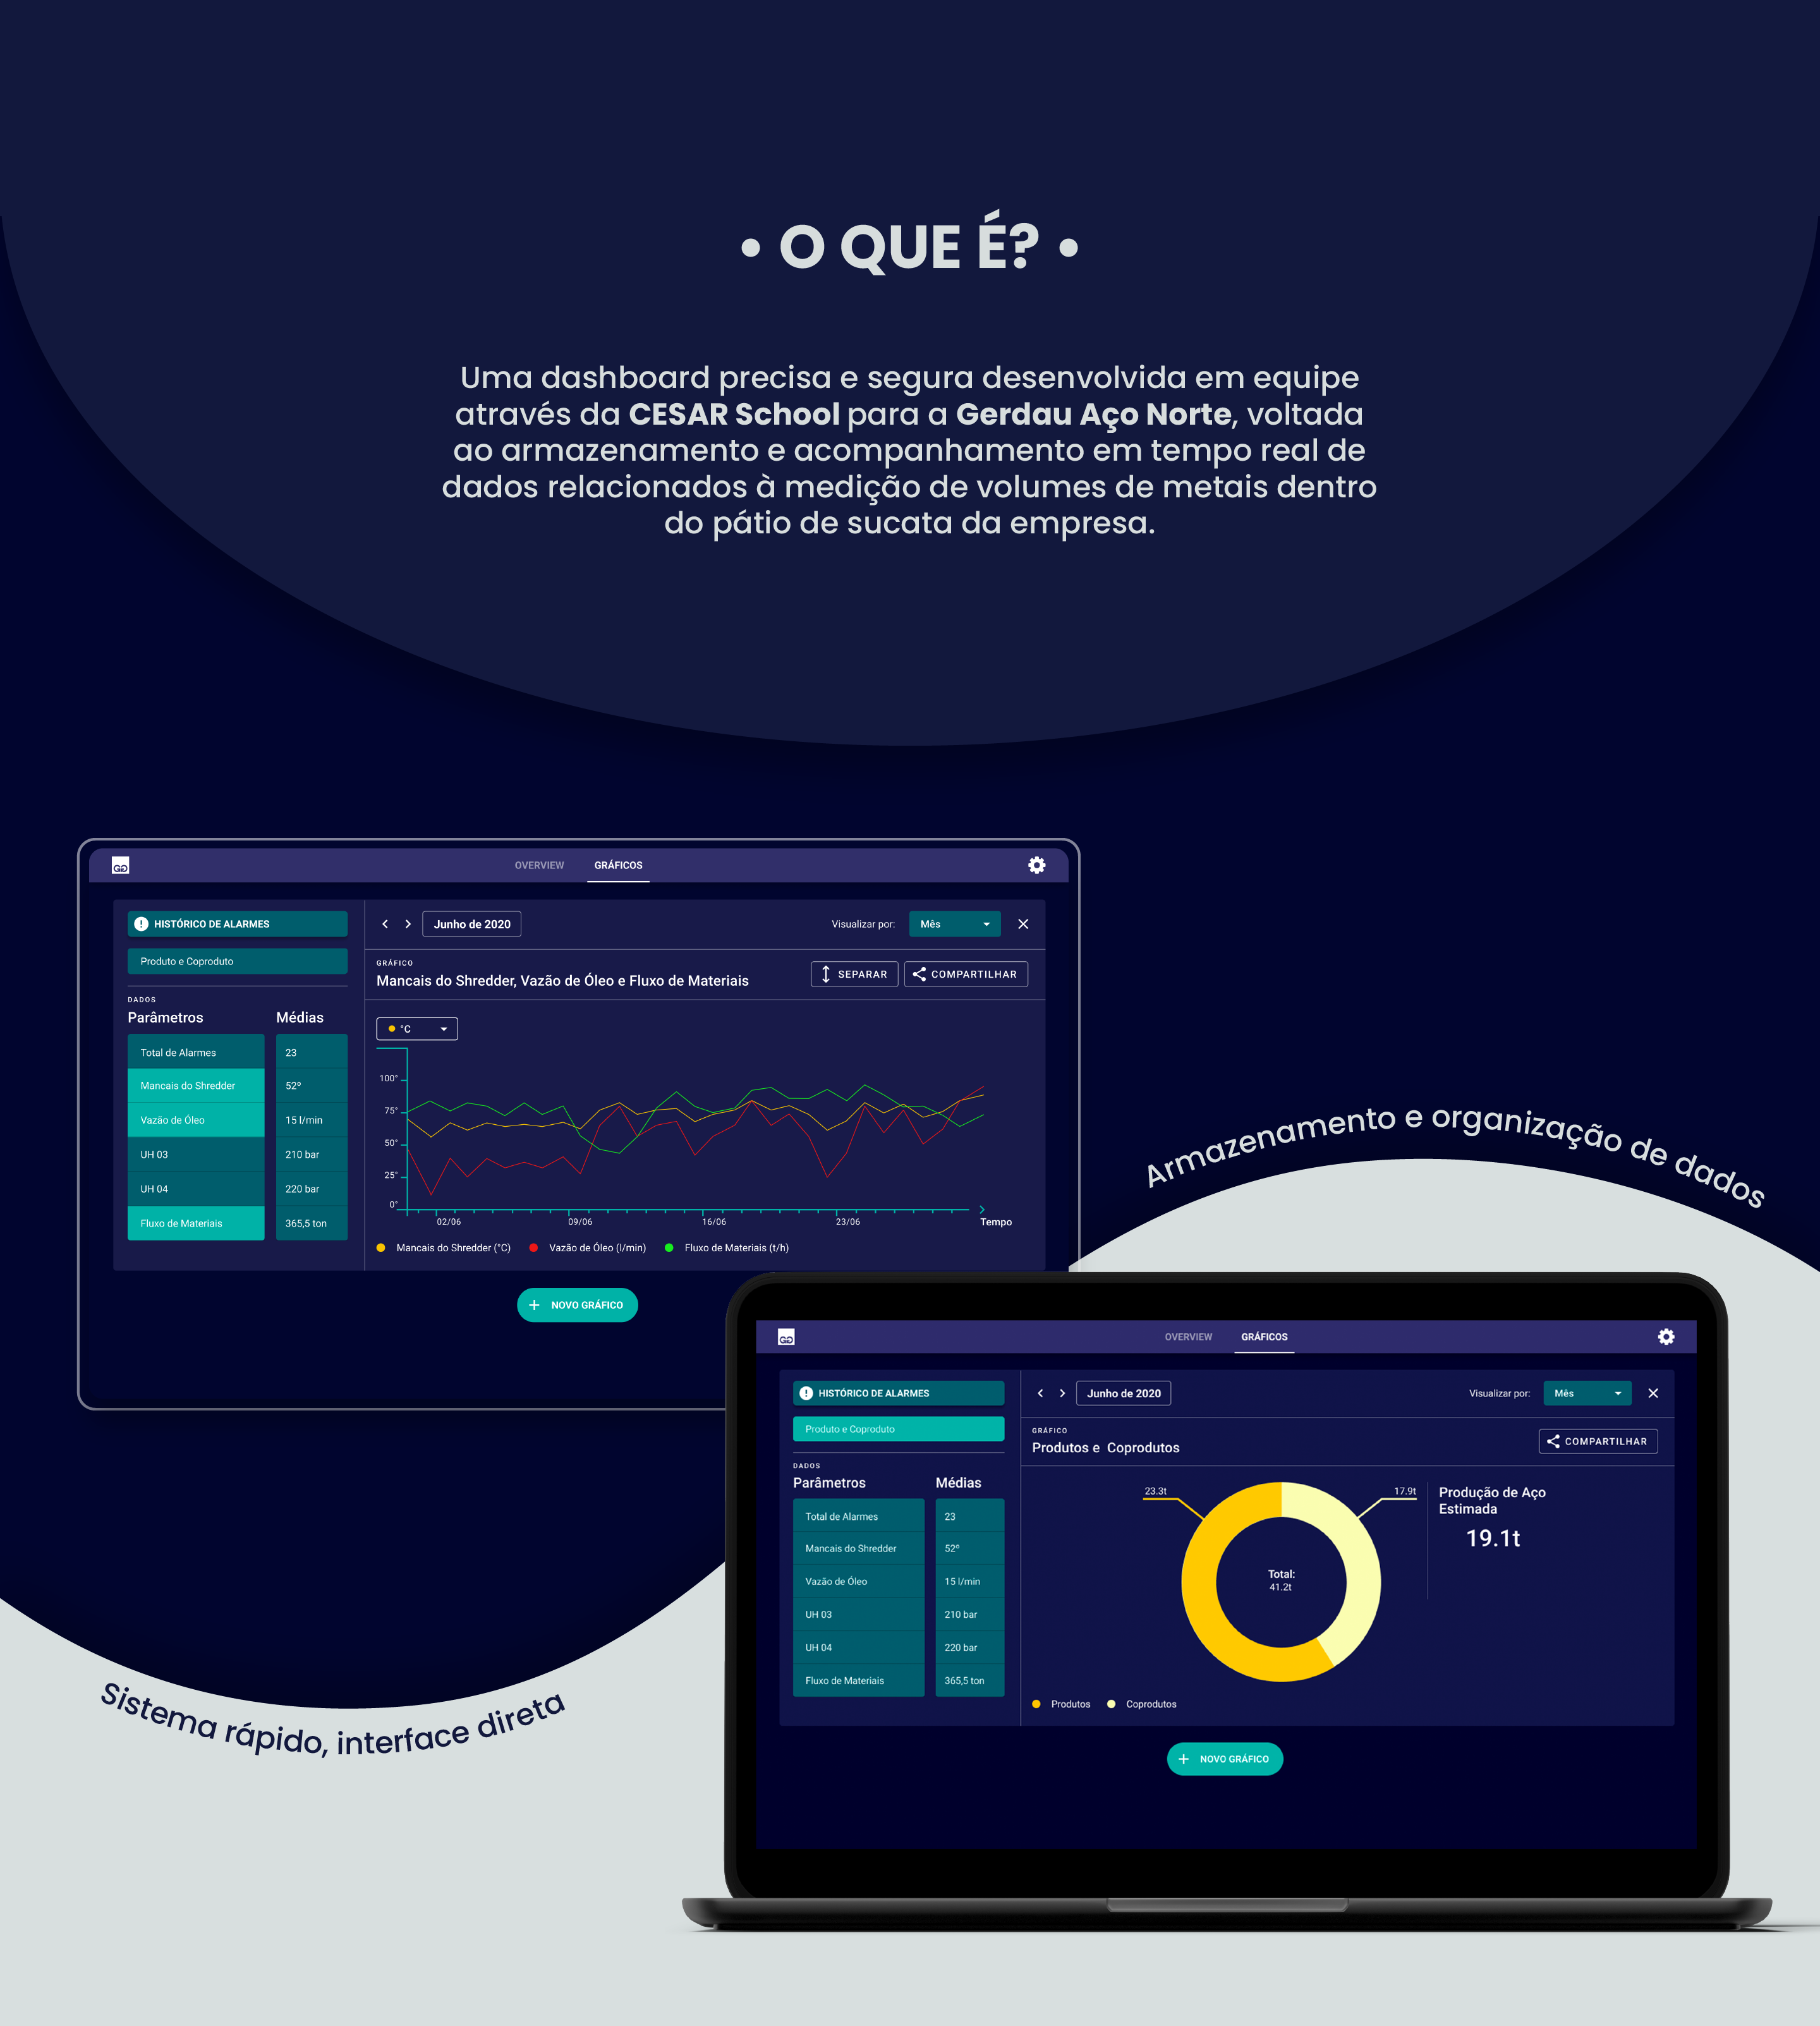 • O QUE É? •
Uma dashboard precisa e segura desenvolvida em equipe
através da CESAR School para a Gerdau Aço Norte, voltada
ao armazenamento e acompanhamento em tempo real de
dados relacionados à medição de volumes de metais dentro
do pátio de sucata da empresa.
OVERVIEW GRÁFICOS
HISTÓRICO DE ALARMES
Produto e Coproduto
DADOS
Parâmetros Médias
Total de Alarmes 23
Mancais do Shredder 52º
Vazão de Óleo 15 l/min
UH 03 210 bar
UH 04 220 bar
Fluxo de Materiais 365,5 ton
Junho de 2020
Visualizar por: Mês
GRÁFICO
Mancais do Shredder, Vazão de Óleo e Fluxo de Materiais
SEPARAR COMPARTILHAR
°C
100°
75°
50°
25°
0°
02/06 09/06 16/06 23/06 Tempo
Mancais do Shredder (°C) Vazão de Óleo (l/min) Fluxo de Materiais (t/h)
+ NOVO GRÁFICO
Armazenamento e organização de dados
OVERVIEW GRÁFICOS
HISTÓRICO DE ALARMES
Produto e Coproduto
DADOS
Parâmetros Médias
Total de Alarmes 23
Mancais do Shredder 52º
Vazão de Óleo 15 l/min
UH 03 210 bar
UH 04 220 bar
Fluxo de Materiais 365,5 ton
Junho de 2020
Visualizar por: Mês
GRÁFICO
Produtos e Coprodutos
COMPARTILHAR
23.3t
17.9t
Total:
41.2t
Produção de Aço
Estimada
19.1t
Produtos Coprodutos
+ NOVO GRÁFICO
Sistema rápido, interface direta